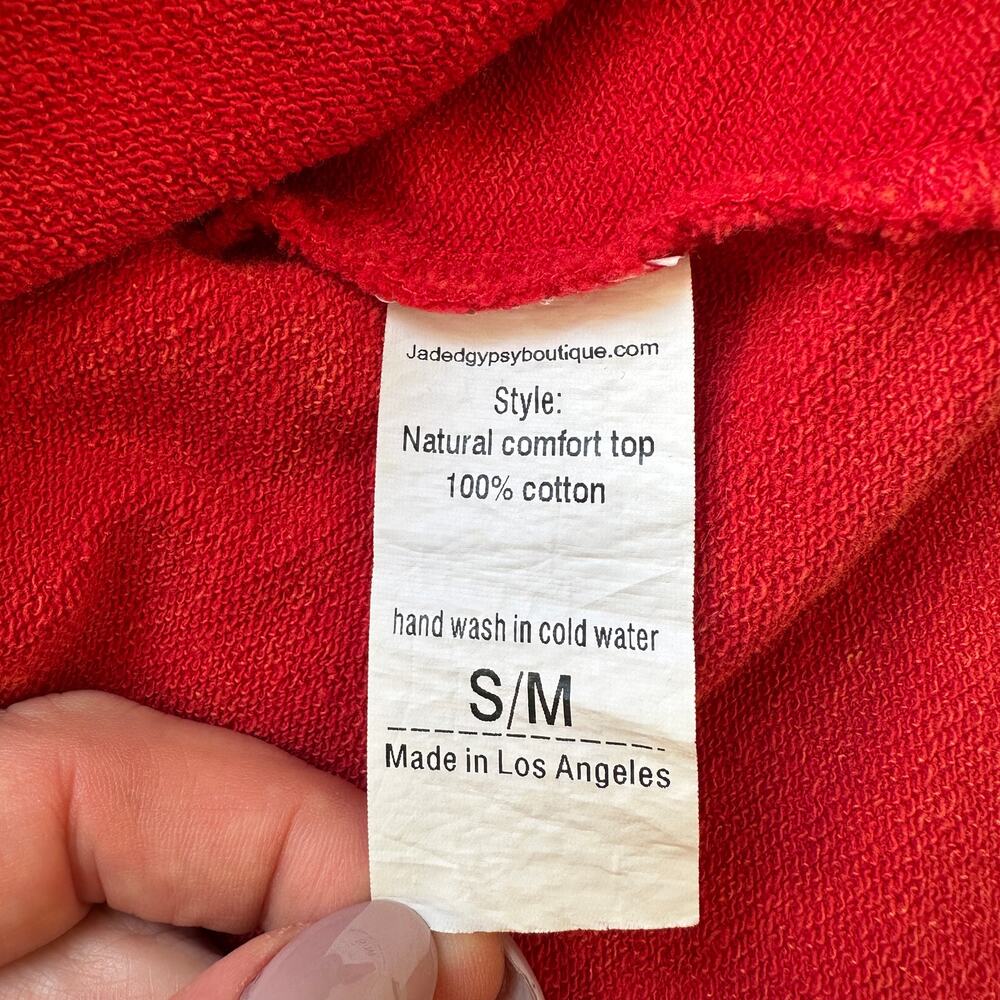 Jadedgypsyboutique.com
Style:
Natural comfort top
100% cotton
hand wash in cold water
S/M
Made in Los Angeles